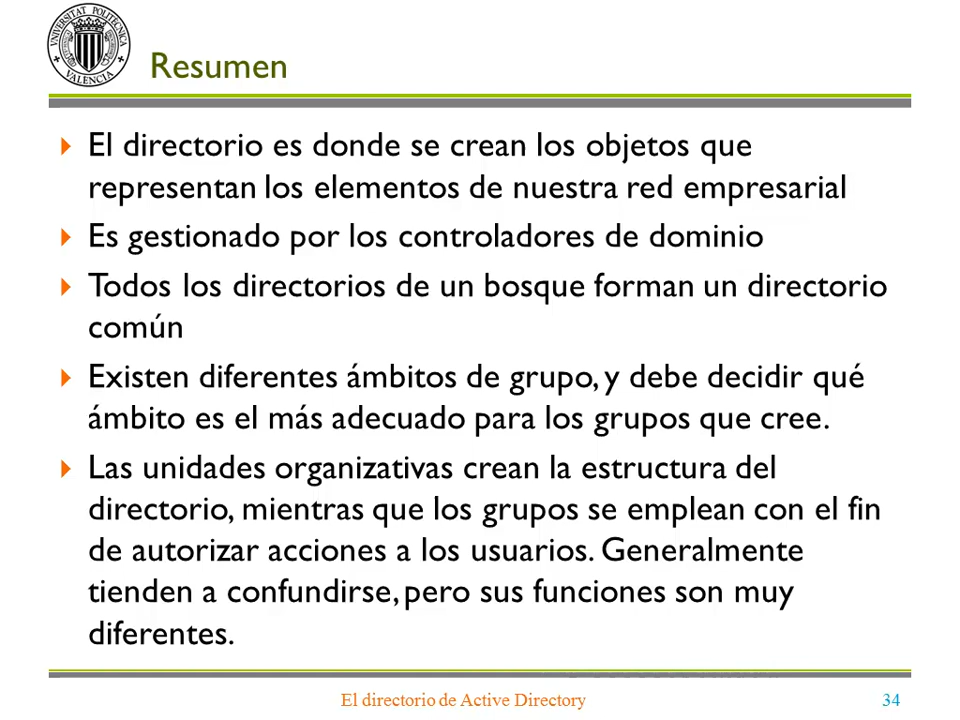 UNIVERSITAT POLITECNICA
VALENCIA
Resumen
El directorio es donde se crean los objetos que
representan los elementos de nuestra red empresarial
Es gestionado por los controladores de dominio
Todos los directorios de un bosque forman un directorio
común
Existen diferentes ámbitos de grupo, y debe decidir qué
ámbito es el más adecuado para los grupos que cree.
Las unidades organizativas crean la estructura del
directorio, mientras que los grupos se emplean con el fin
de autorizar acciones a los usuarios. Generalmente
tienden a confundirse, pero sus funciones son muy
diferentes.
El directorio de Active Directory
34